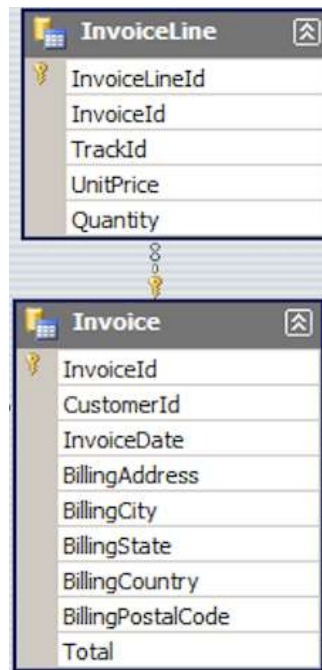 InvoiceLine
InvoiceLineId
InvoiceId
TrackId
UnitPrice
Quantity
Invoice
InvoiceId
CustomerId
InvoiceDate
BillingAddress
BillingCity
BillingState
BillingCountry
BillingPostalCode
Total